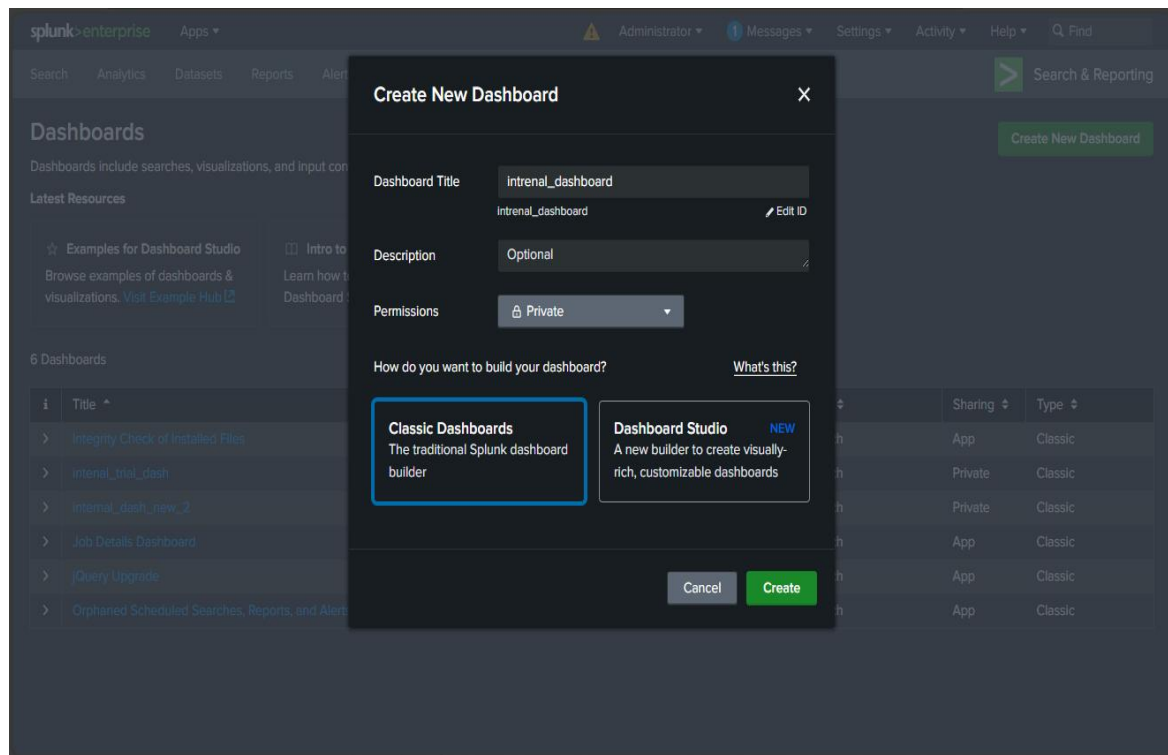 splunk>enterprise Apps Administrator 1 Messages Settings Activity Help Find
Search Analytics Datasets Reports Search & Reporting
Dashboards
Create New Dashboard
Dashboards include searches, visualizations, and input
Latest Resources
Examples for Dashboard Studio
Browse examples of dashboards &
visualizations. Visit Example Hub
Intro to
Learn how
Dashboard
6 Dashboards
i Title Sharing Type
Integrity Check of Installed Files App Classic
intenal_trial_dash Private Classic
internal_dash_new_2 Private Classic
Job Details Dashboard App Classic
jQuery Upgrade App Classic
Orphaned Scheduled Searches, Reports, and Alerts App Classic
Create New Dashboard
Dashboard Title intrenal_dashboard
intrenal_dashboard Edit ID
Description Optional
Permissions Private
How do you want to build your dashboard? What's this?
Classic Dashboards
The traditional Splunk dashboard
builder
Dashboard Studio NEW
A new builder to create visually-
rich, customizable dashboards
Cancel Create